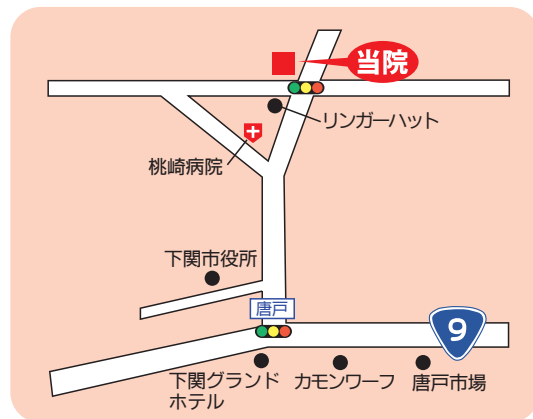 当院
リンガーハット
桃崎病院
下関市役所
唐戸
9
下関グランド
ホテル
カモンワーフ
唐戸市場